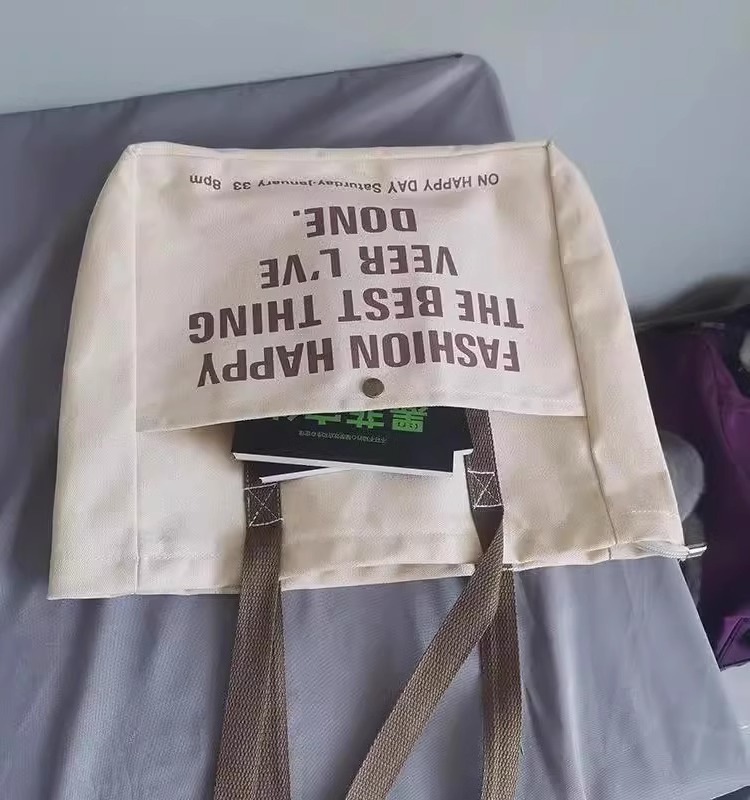 FASHION HAPPY
THE BEST THING
VEER L'VE
DONE.
ON HAPPY DAY Saturday·January 33 8pm